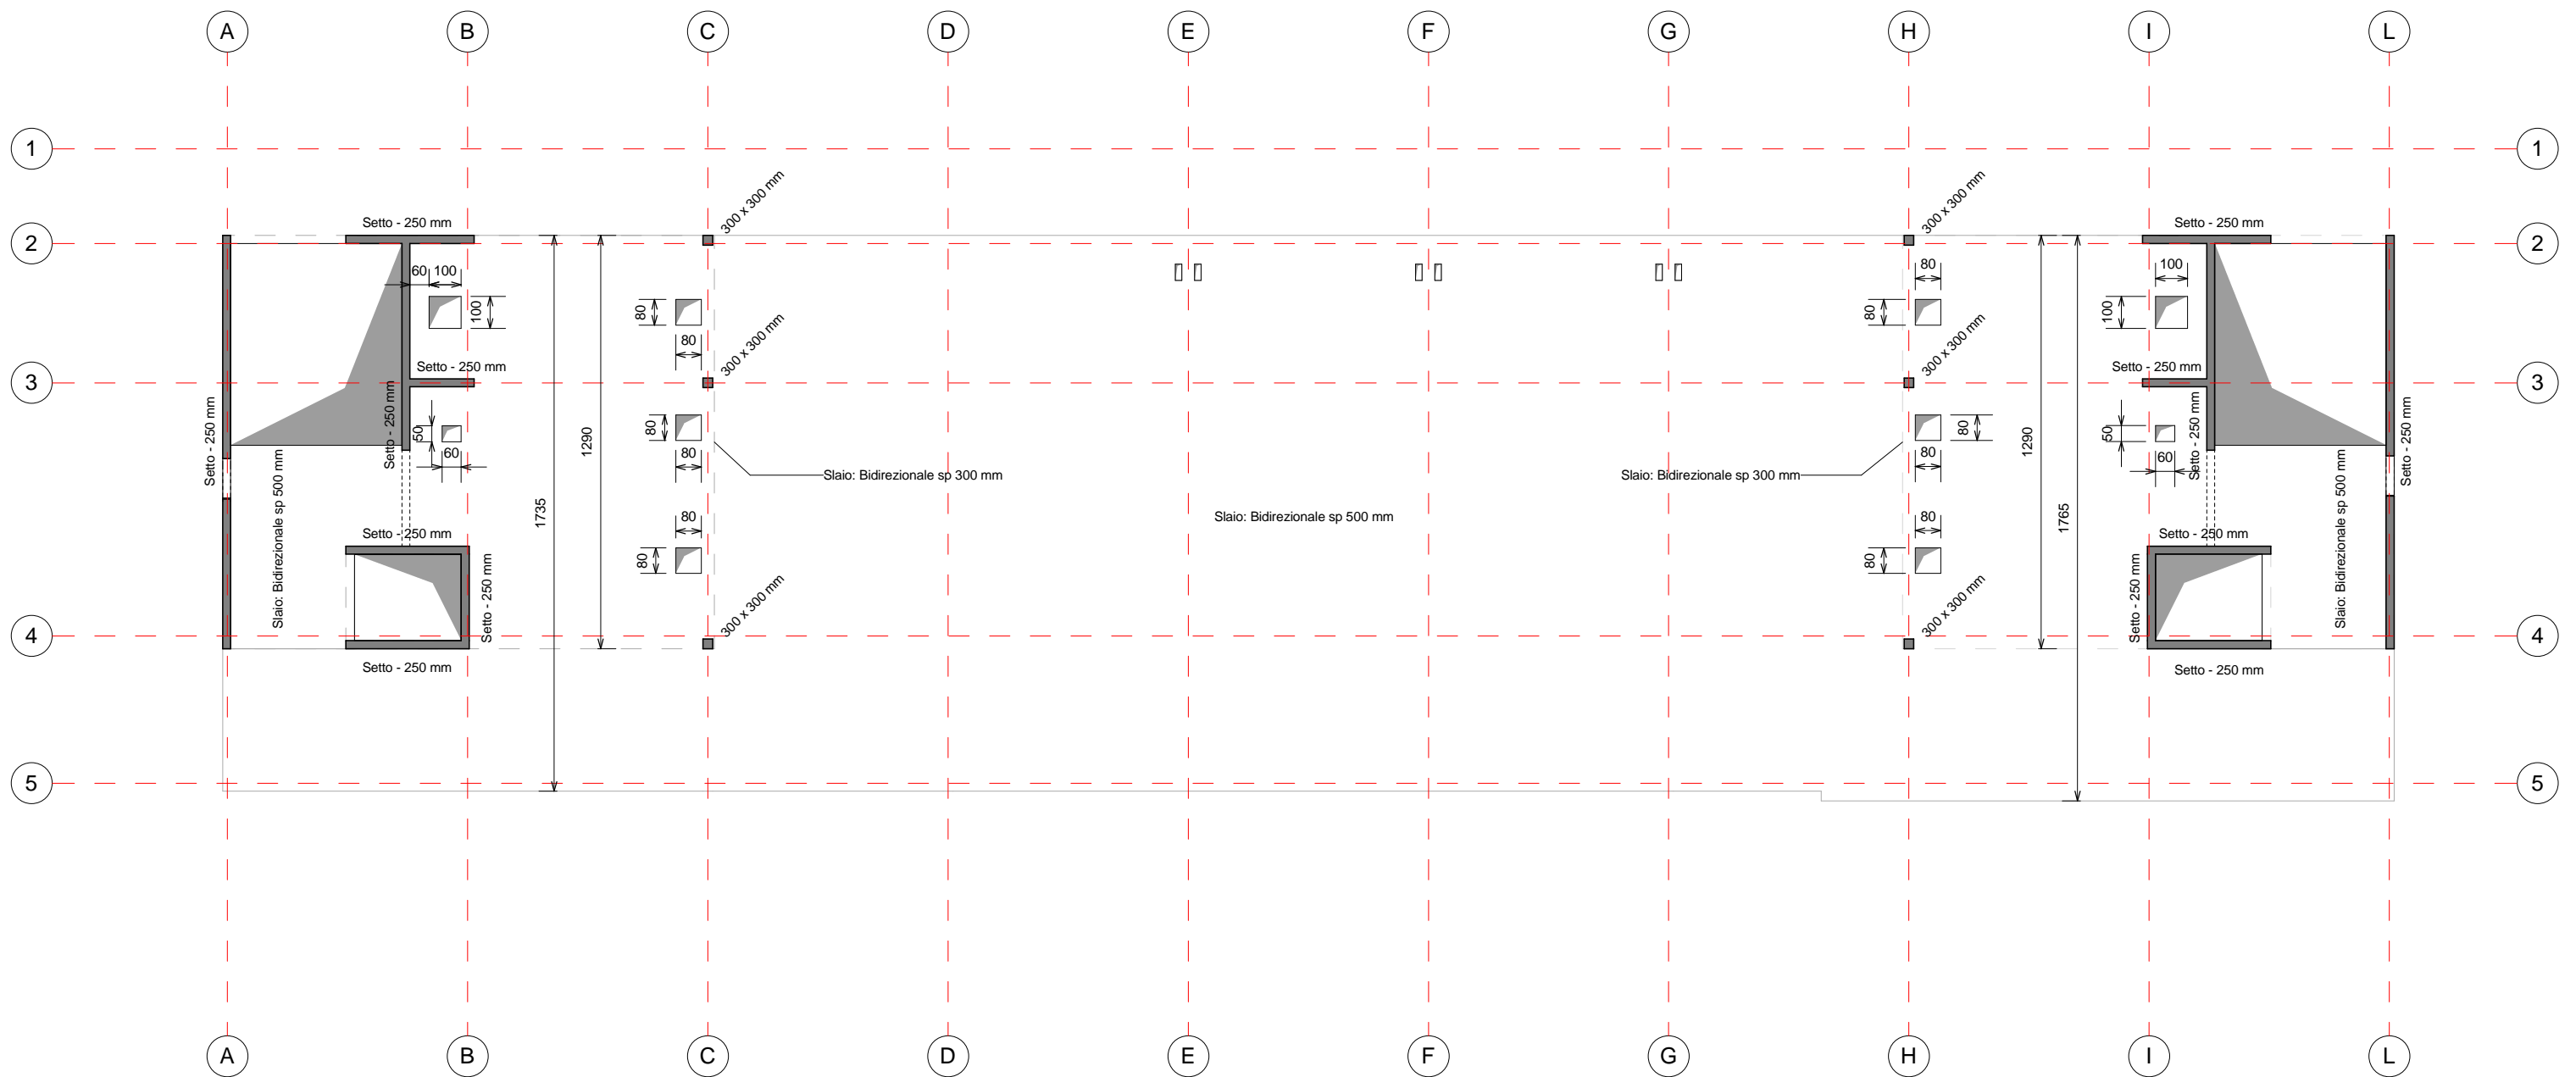 A B C D E F G H I L
1 1
300 x 300 mm 300 x 300 mm
Setto - 250 mm Setto - 250 mm
2 2
60 100 80 100
100 80 80 100
300 x 300 mm 300 x 300 mm
80
Setto - 250 mm Setto - 250 mm
3 3
Setto - 250 mm Setto - 250 mm Setto - 250 mm Setto - 250 mm
50 80 80 80 50
1290 1290
60 80 80 60
Slaio: Bidirezionale sp 300 mm Slaio: Bidirezionale sp 300 mm
Slaio: Bidirezionale sp 500 mm Slaio: Bidirezionale sp 500 mm
1735 1765
80 Slaio: Bidirezionale sp 500 mm 80
Setto - 250 mm Setto - 250 mm
80 80
Setto - 250 mm Setto - 250 mm
300 x 300 mm 300 x 300 mm
4 4
Setto - 250 mm Setto - 250 mm
5 5
A B C D E F G H I L